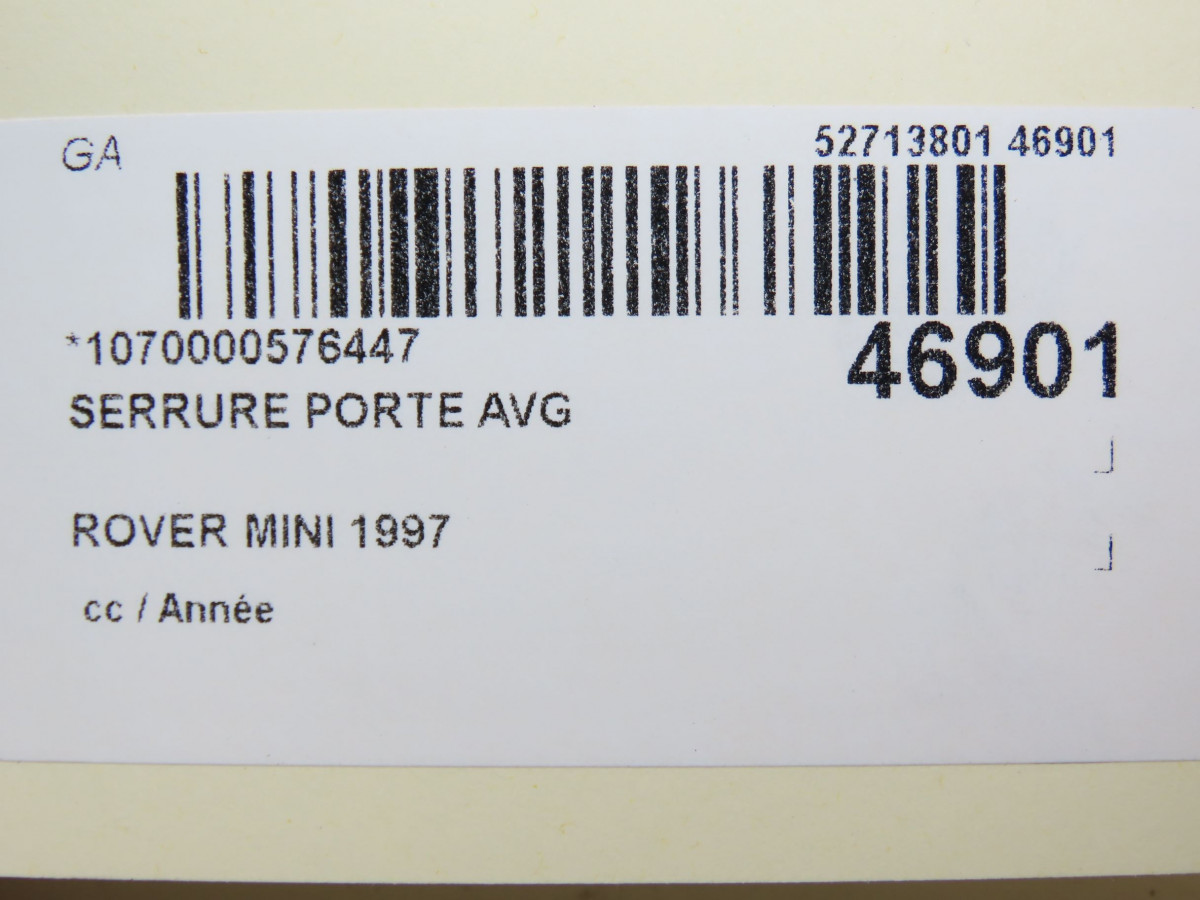 GA
52713801 46901
*1070000576447
46901
SERRURE PORTE AVG
ROVER MINI 1997
cc / Année